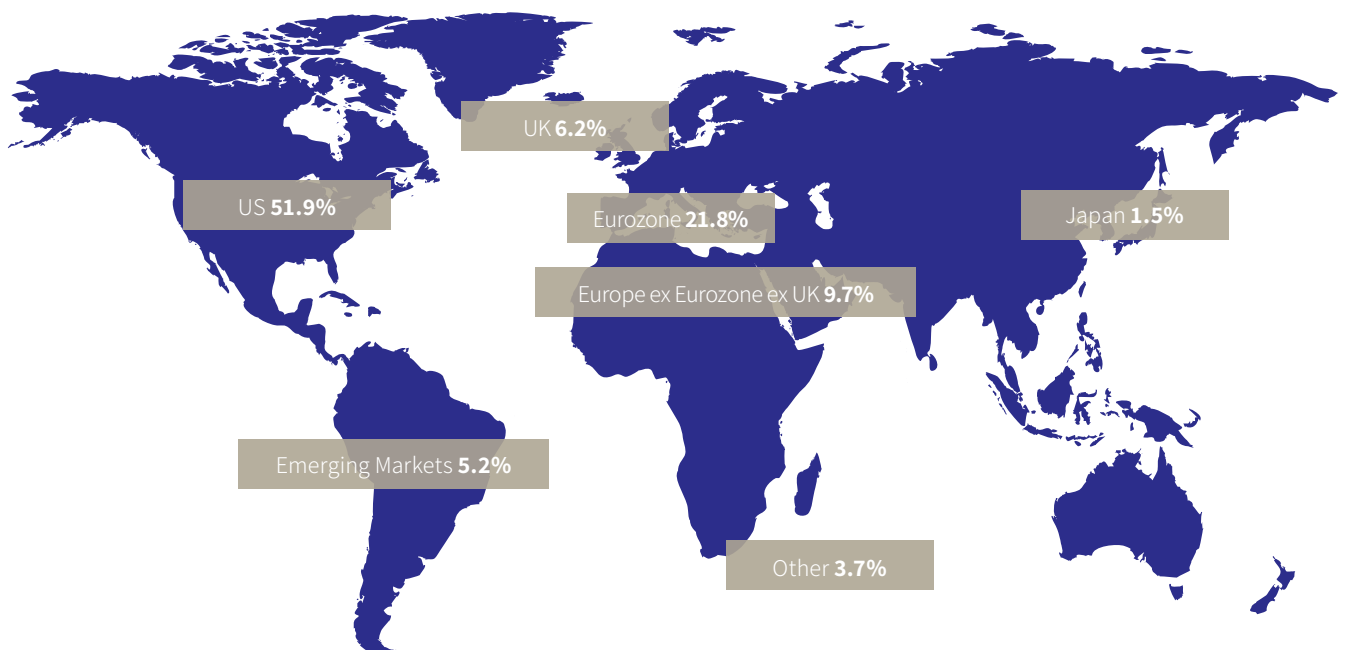 UK 6.2%
US 51.9%
Eurozone 21.8%
Japan 1.5%
Europe ex Eurozone ex UK 9.7%
Emerging Markets 5.2%
Other 3.7%